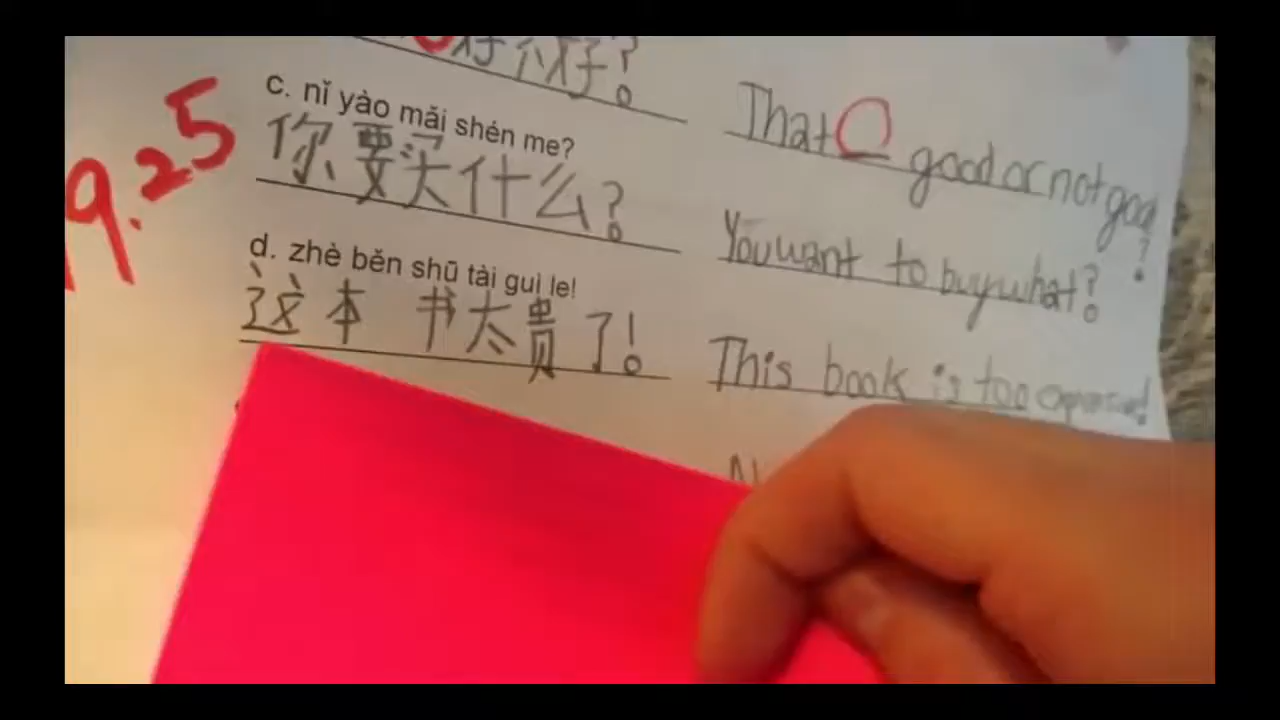 好不好?
That good or not good?
c. nǐ yào mǎi shén me?
19.25
你要买什么?
You want to buy what?
d. zhè běn shū tài guì le!
这本 书太贵了!
This book is too